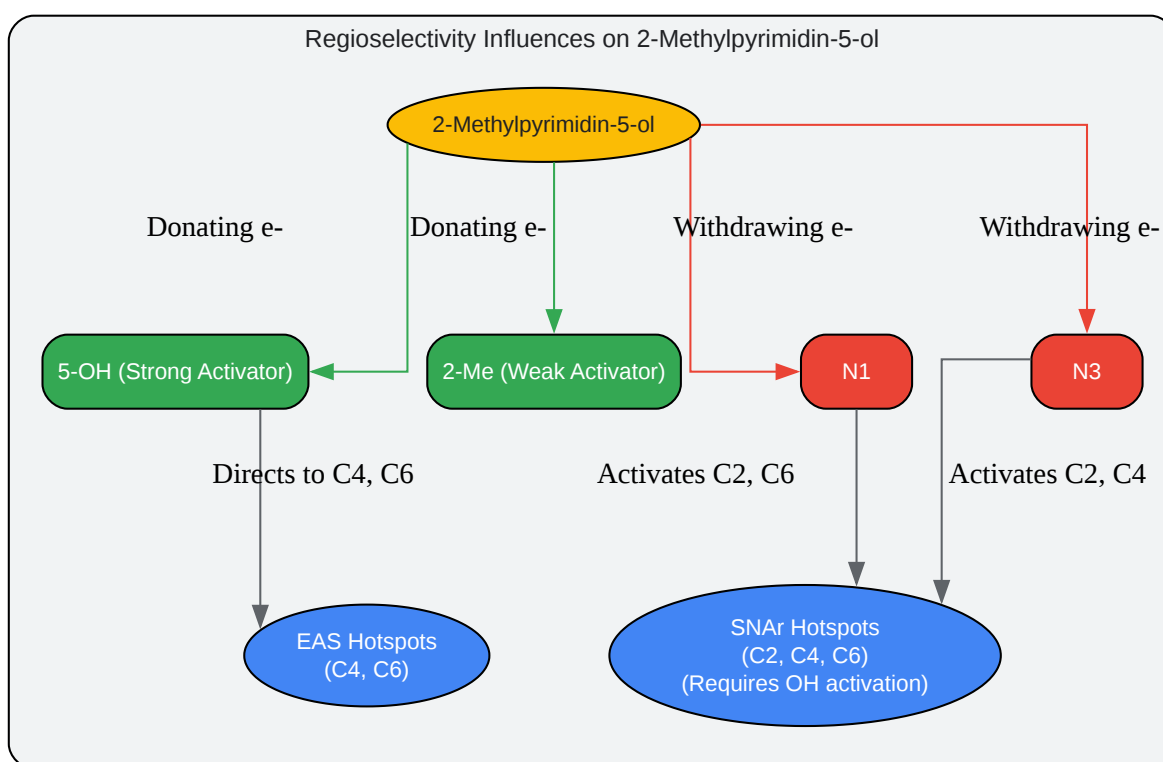 Regioselectivity Influences on 2-Methylpyrimidin-5-ol
2-Methylpyrimidin-5-ol
Donating e-
Donating e-
Withdrawing e-
Withdrawing e-
5-OH (Strong Activator)
2-Me (Weak Activator)
N1
N3
Directs to C4, C6
Activates C2, C6
Activates C2, C4
EAS Hotspots
(C4, C6)
SNAr Hotspots
(C2, C4, C6)
(Requires OH activation)